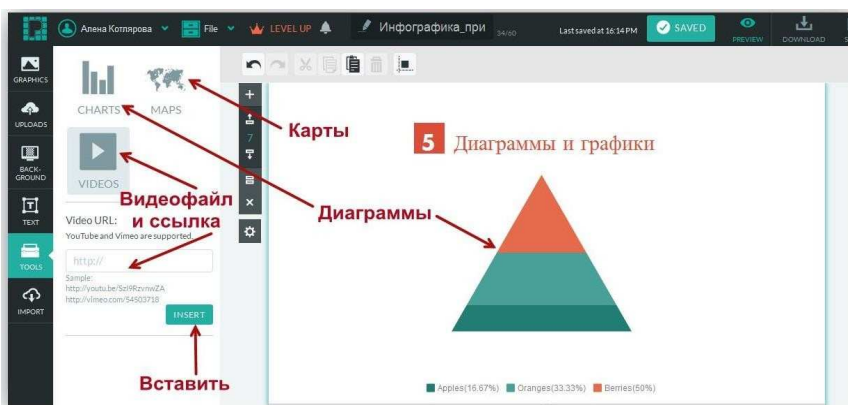 Алена Котлярова
File
LEVEL UP
Инфографика_при
34/60
Last saved at 16:14 PM
SAVED
PREVIEW
DOWNLOAD
GRAPHICS
UPLOADS
BACK-
GROUND
TEXT
TOOLS
IMPORT
CHARTS
MAPS
VIDEOS
Video URL:
YouTube and Vimeo are supported.
http://
Sample:
http://youtu.be/5zI9RzvnwZA
http://vimeo.com/54503718
INSERT
7
Карты
Диаграммы
Видеофайл
и ссылка
Вставить
5 Диаграммы и графики
Apples(16.67%) Oranges(33.33%) Berries(50%)